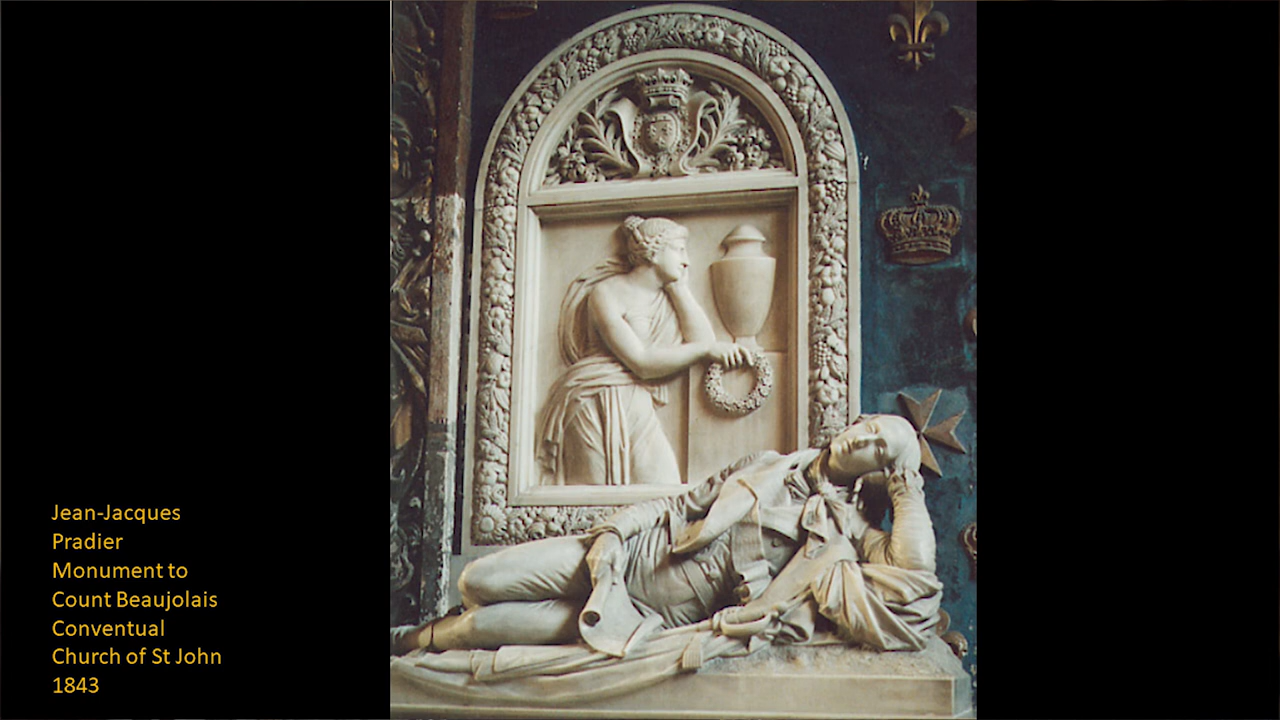 Jean-Jacques
Pradier
Monument to
Count Beaujolais
Conventual
Church of St John
1843